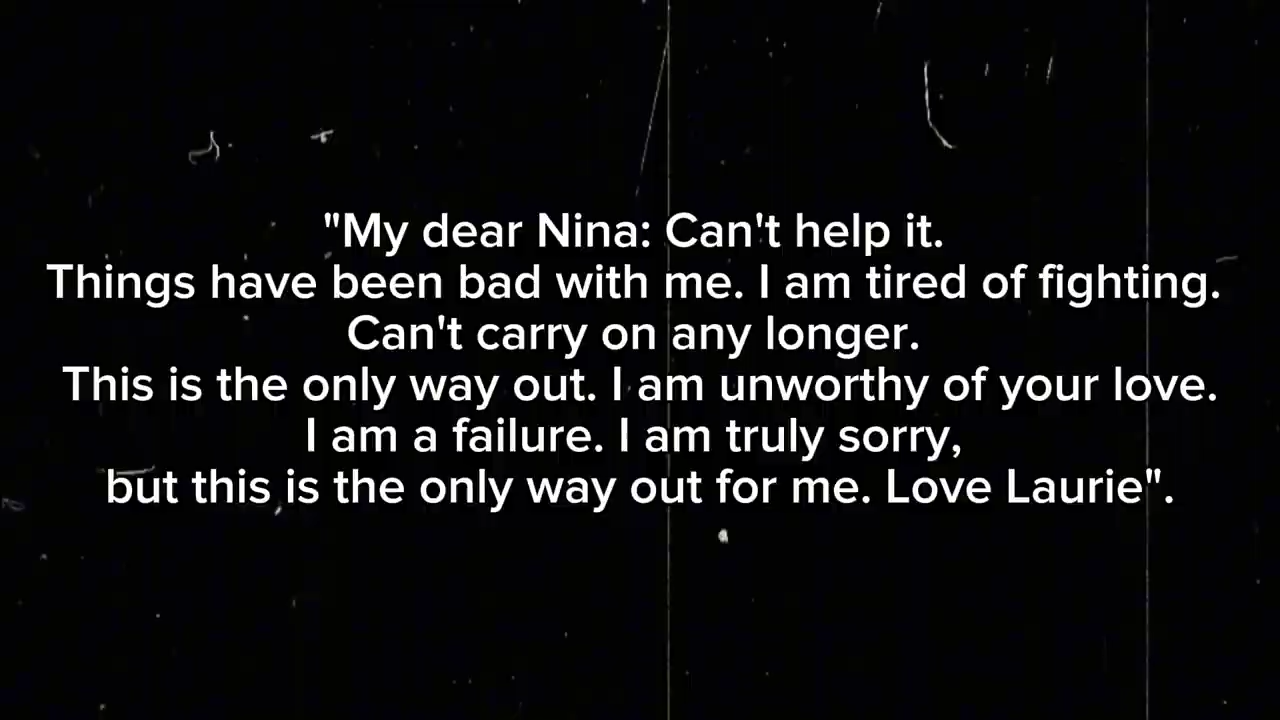 "My dear Nina: Can't help it.
Things have been bad with me. I am tired of fighting.
Can't carry on any longer.
This is the only way out. I am unworthy of your love.
I am a failure. I am truly sorry,
but this is the only way out for me. Love Laurie".